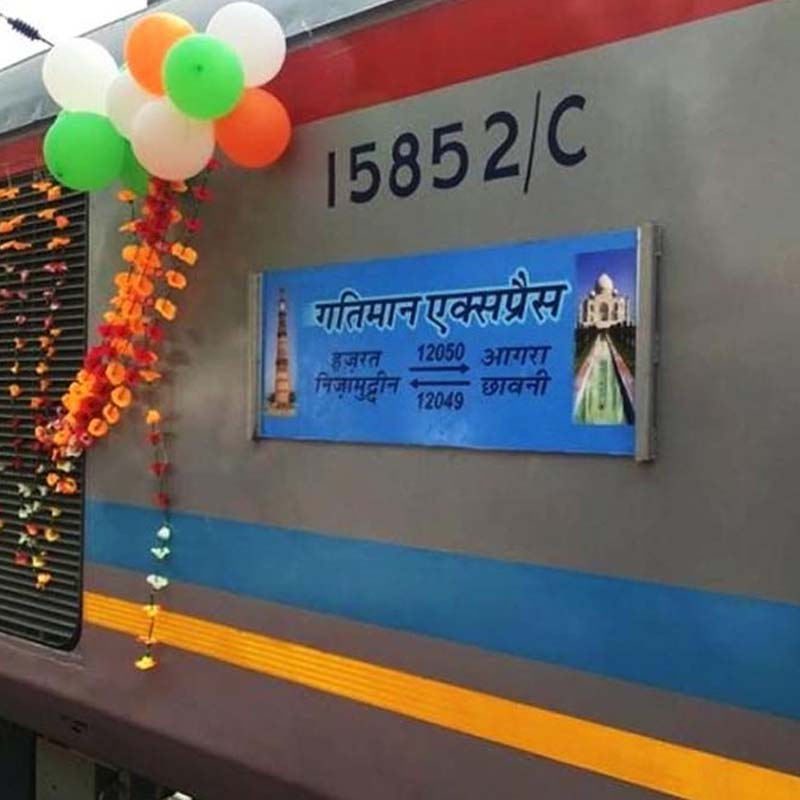 15852/C
गतिमान एक्सप्रैस
हज़रत 12050 आगरा
निज़ामुद्दीन 12049 छावनी